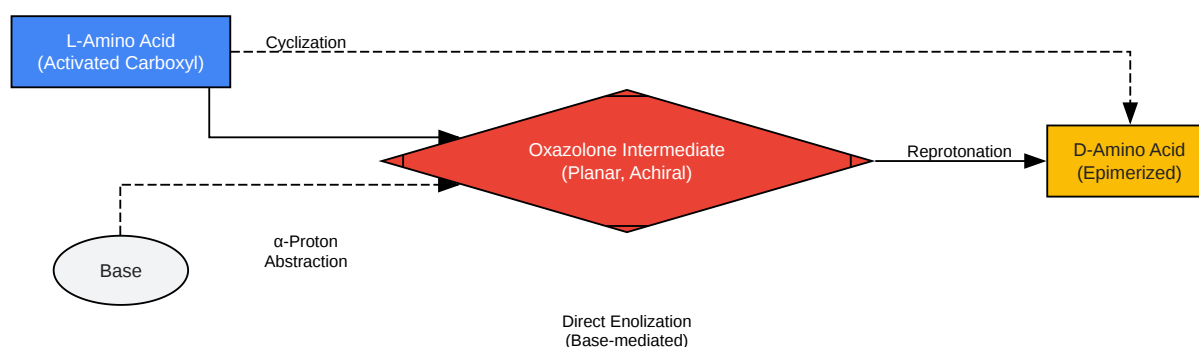 L-Amino Acid
(Activated Carboxyl)
Cyclization
Oxazolone Intermediate
(Planar, Achiral)
Reprotonation
D-Amino Acid
(Epimerized)
Base
α-Proton
Abstraction
Direct Enolization
(Base-mediated)